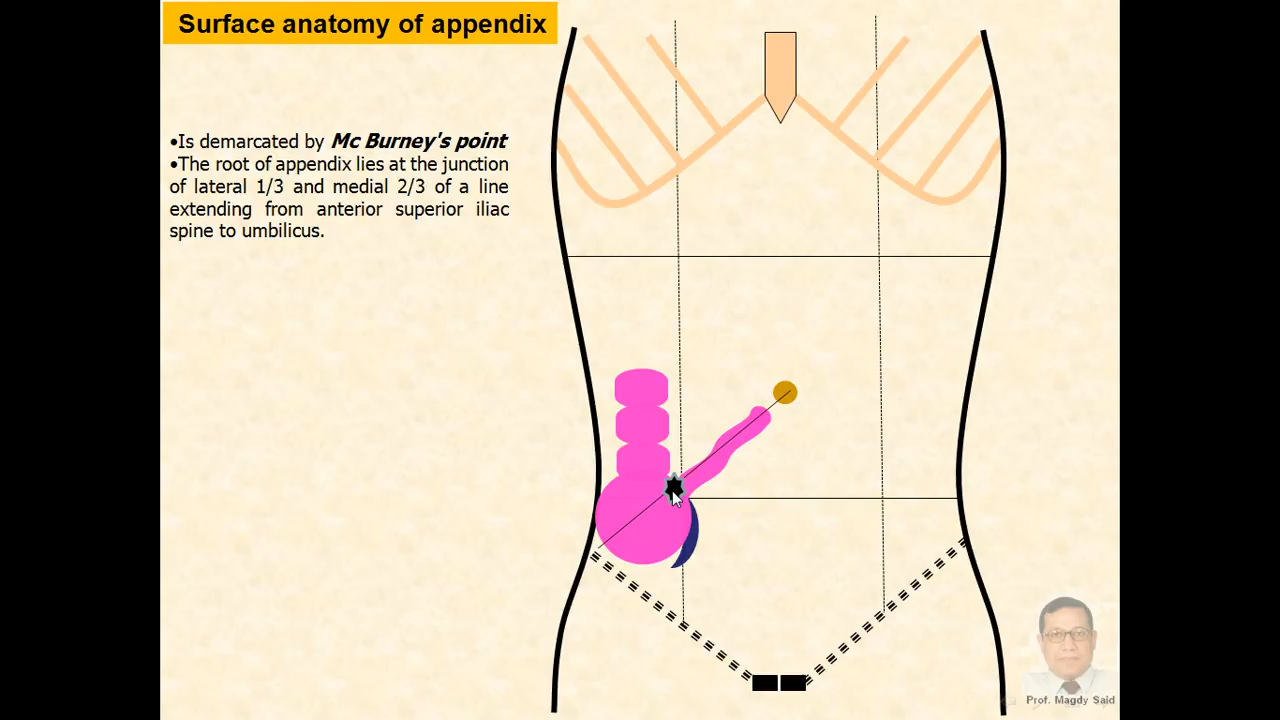 Surface anatomy of appendix
•Is demarcated by Mc Burney's point
•The root of appendix lies at the junction
of lateral 1/3 and medial 2/3 of a line
extending from anterior superior iliac
spine to umbilicus.
Prof. Magdy Said